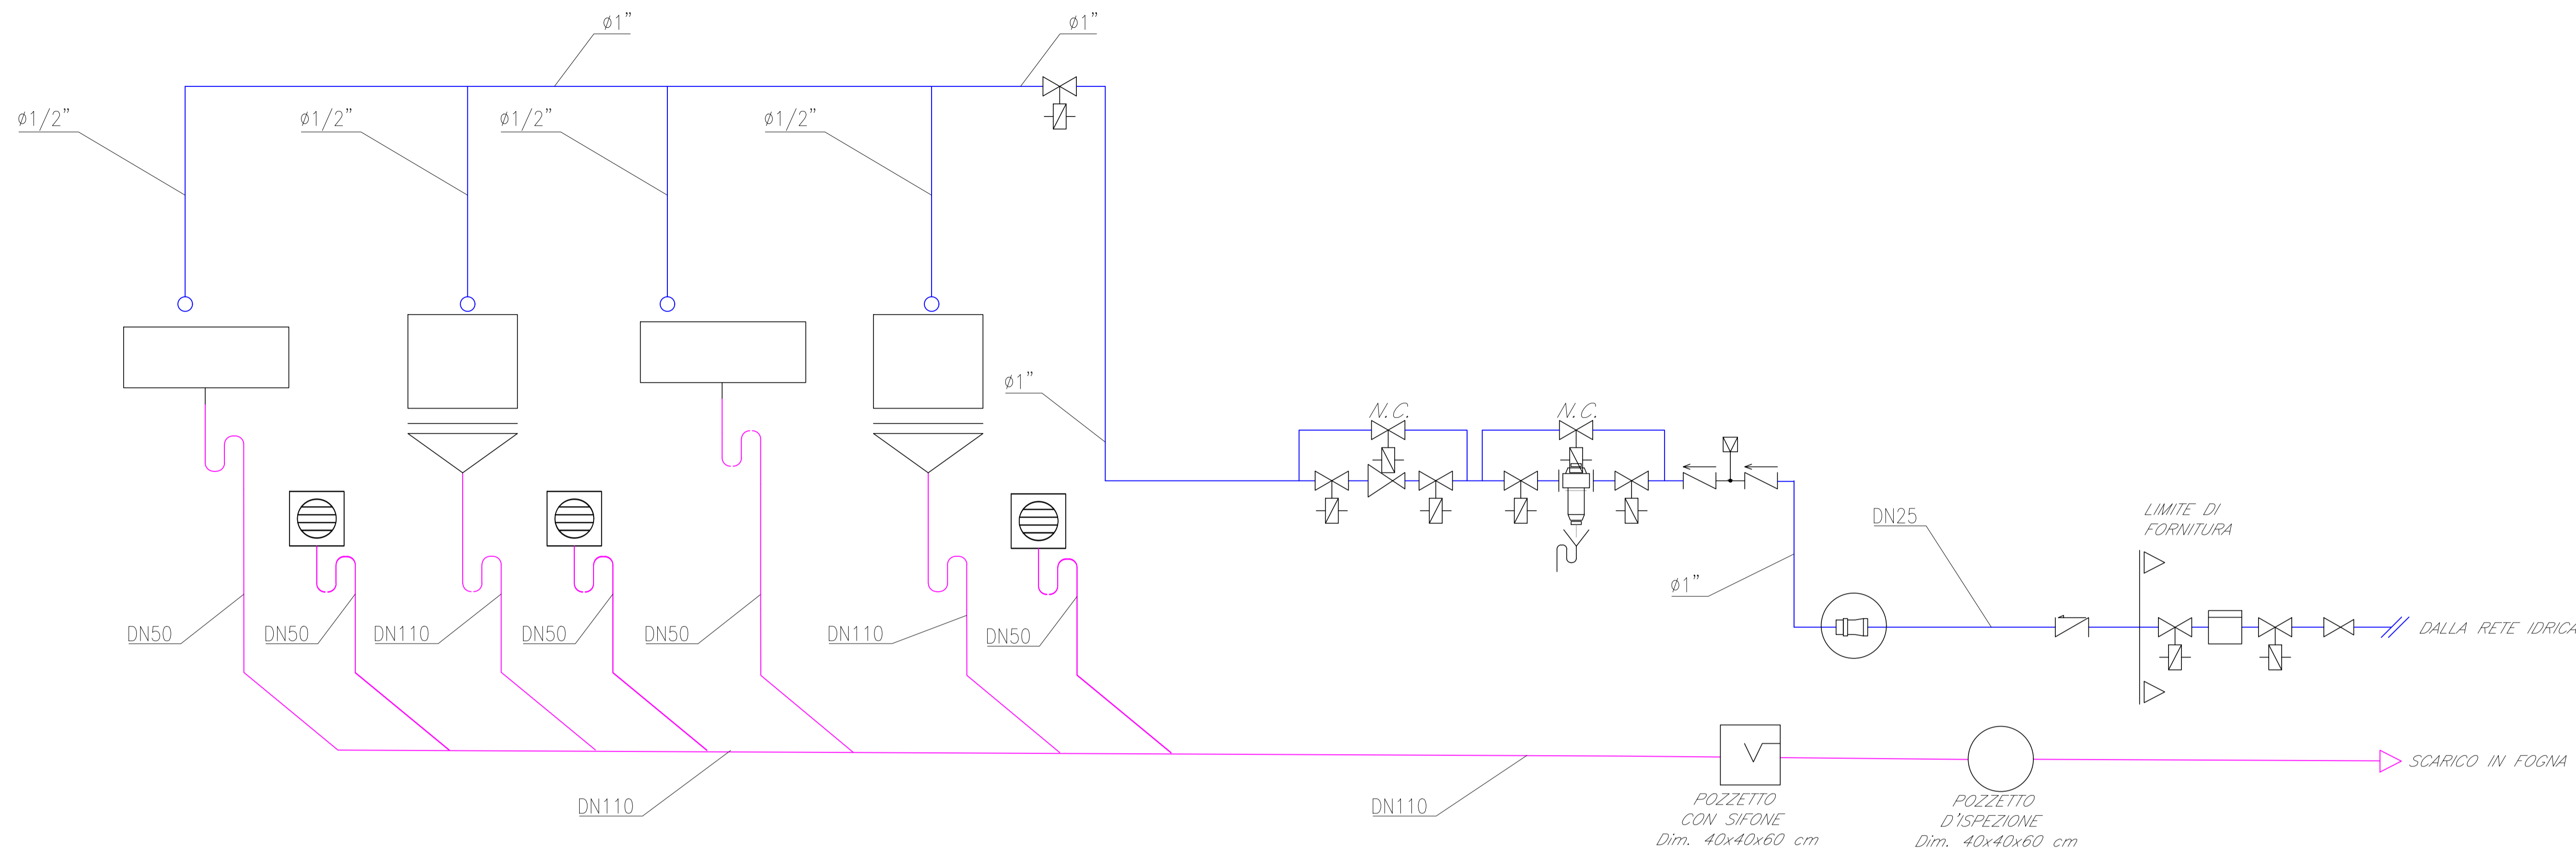 ø1"
ø1"
ø1/2"
ø1/2"
ø1/2"
ø1/2"
ø1"
N.C.
N.C.
LIMITE DI
FORNITURA
DN25
ø1"
DALLA RETE IDRICA
DN50
DN50
DN110
DN50
DN50
DN110
DN50
SCARICO IN FOGNA
DN110
DN110
POZZETTO
CON SIFONE
Dim. 40x40x60 cm
POZZETTO
D'ISPEZIONE
Dim. 40x40x60 cm